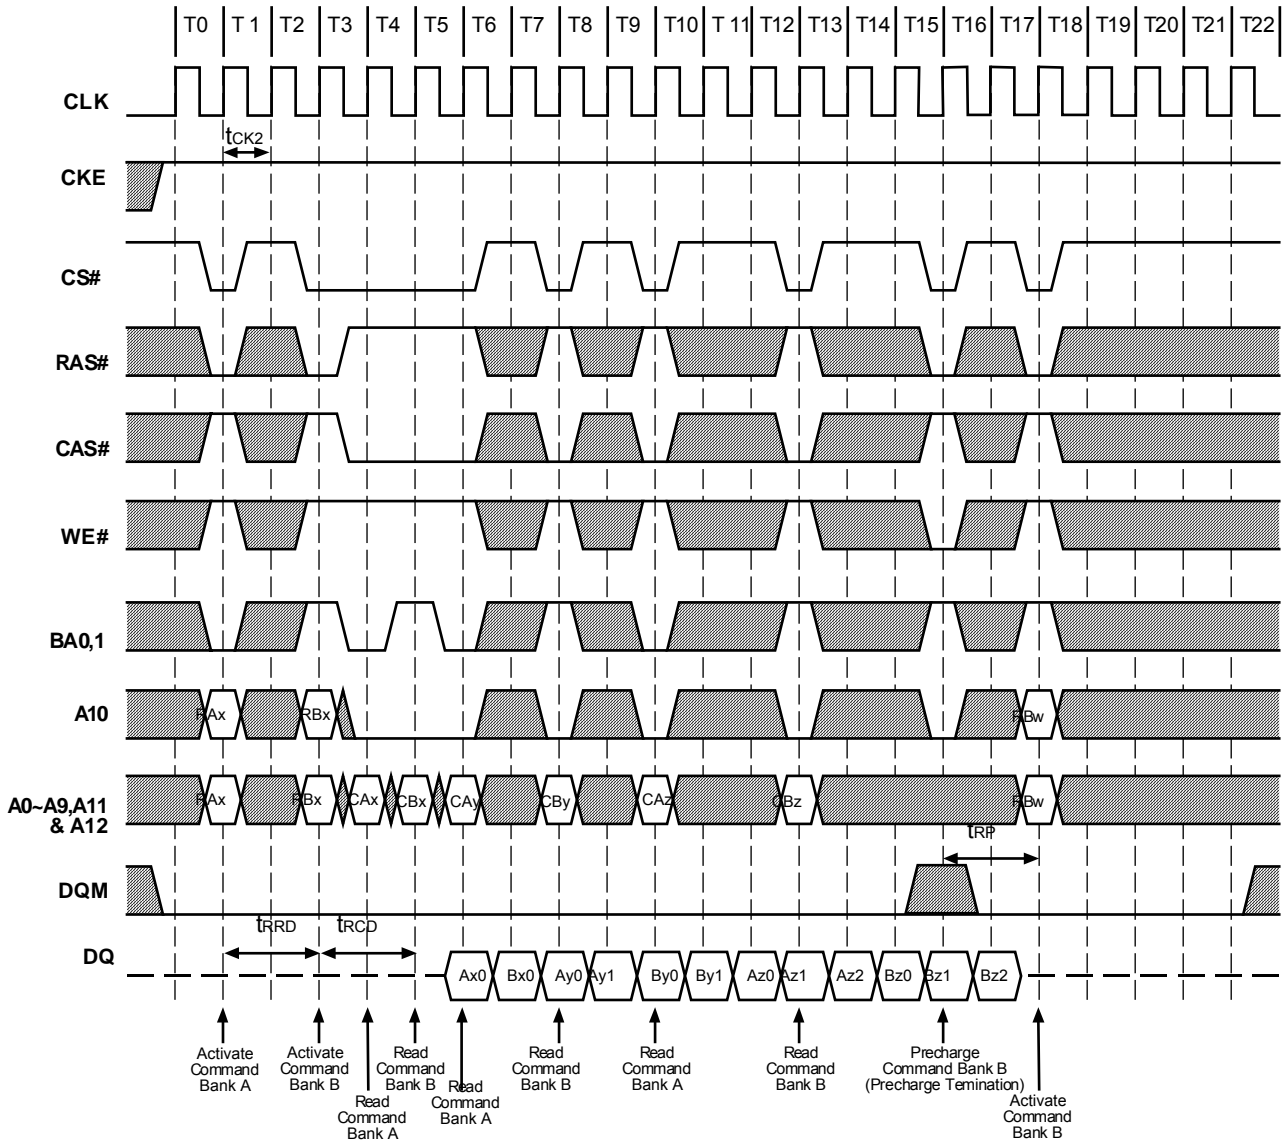 T0 T 1 T2 T3 T4 T5 T6 T7 T8 T9 T10 T 11 T12 T13 T14 T15 T16 T17 T18 T19 T20 T21 T22
CLK
tCK2
CKE
CS#
RAS#
CAS#
WE#
BA0,1
A10
RAx RBx RBw
A0~A9,A11
& A12
RAx RBx CAx CBx CAy CBy CAz CBz RBw
tRP
DQM
tRRD tRCD
DQ
Ax0 Bx0 Ay0 Ay1 By0 By1 Az0 Az1 Az2 Bz0 Bz1 Bz2
Activate
Command
Bank A
Activate
Command
Bank B
Read
Command
Bank A
Read
Command
Bank B
Read
Command
Bank A
Read
Command
Bank B
Read
Command
Bank A
Read
Command
Bank B
Precharge
Command Bank B
(Precharge Temination)
Activate
Command
Bank B